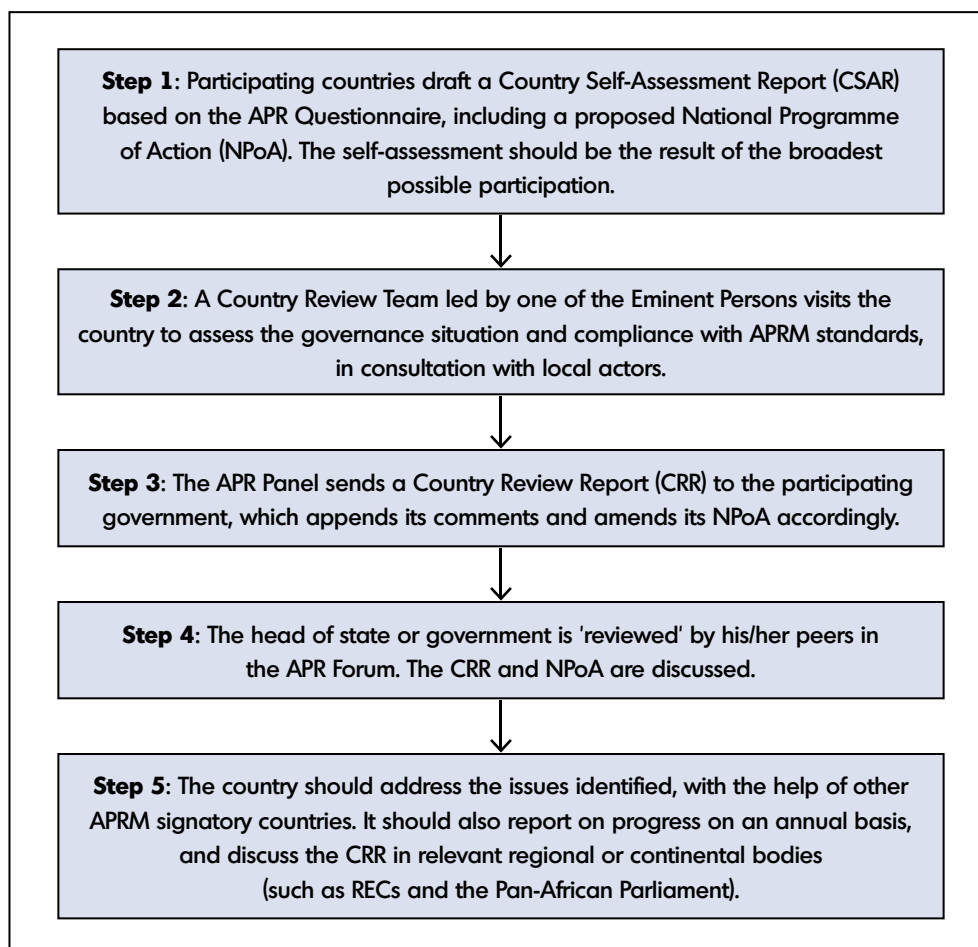 Step 1: Participating countries draft a Country Self-Assessment Report (CSAR)
based on the APR Questionnaire, including a proposed National Programme
of Action (NPoA). The self-assessment should be the result of the broadest
possible participation.
Step 2: A Country Review Team led by one of the Eminent Persons visits the
country to assess the governance situation and compliance with APRM standards,
in consultation with local actors.
Step 3: The APR Panel sends a Country Review Report (CRR) to the participating
government, which appends its comments and amends its NPoA accordingly.
Step 4: The head of state or government is 'reviewed' by his/her peers in
the APR Forum. The CRR and NPoA are discussed.
Step 5: The country should address the issues identified, with the help of other
APRM signatory countries. It should also report on progress on an annual basis,
and discuss the CRR in relevant regional or continental bodies
(such as RECs and the Pan-African Parliament).